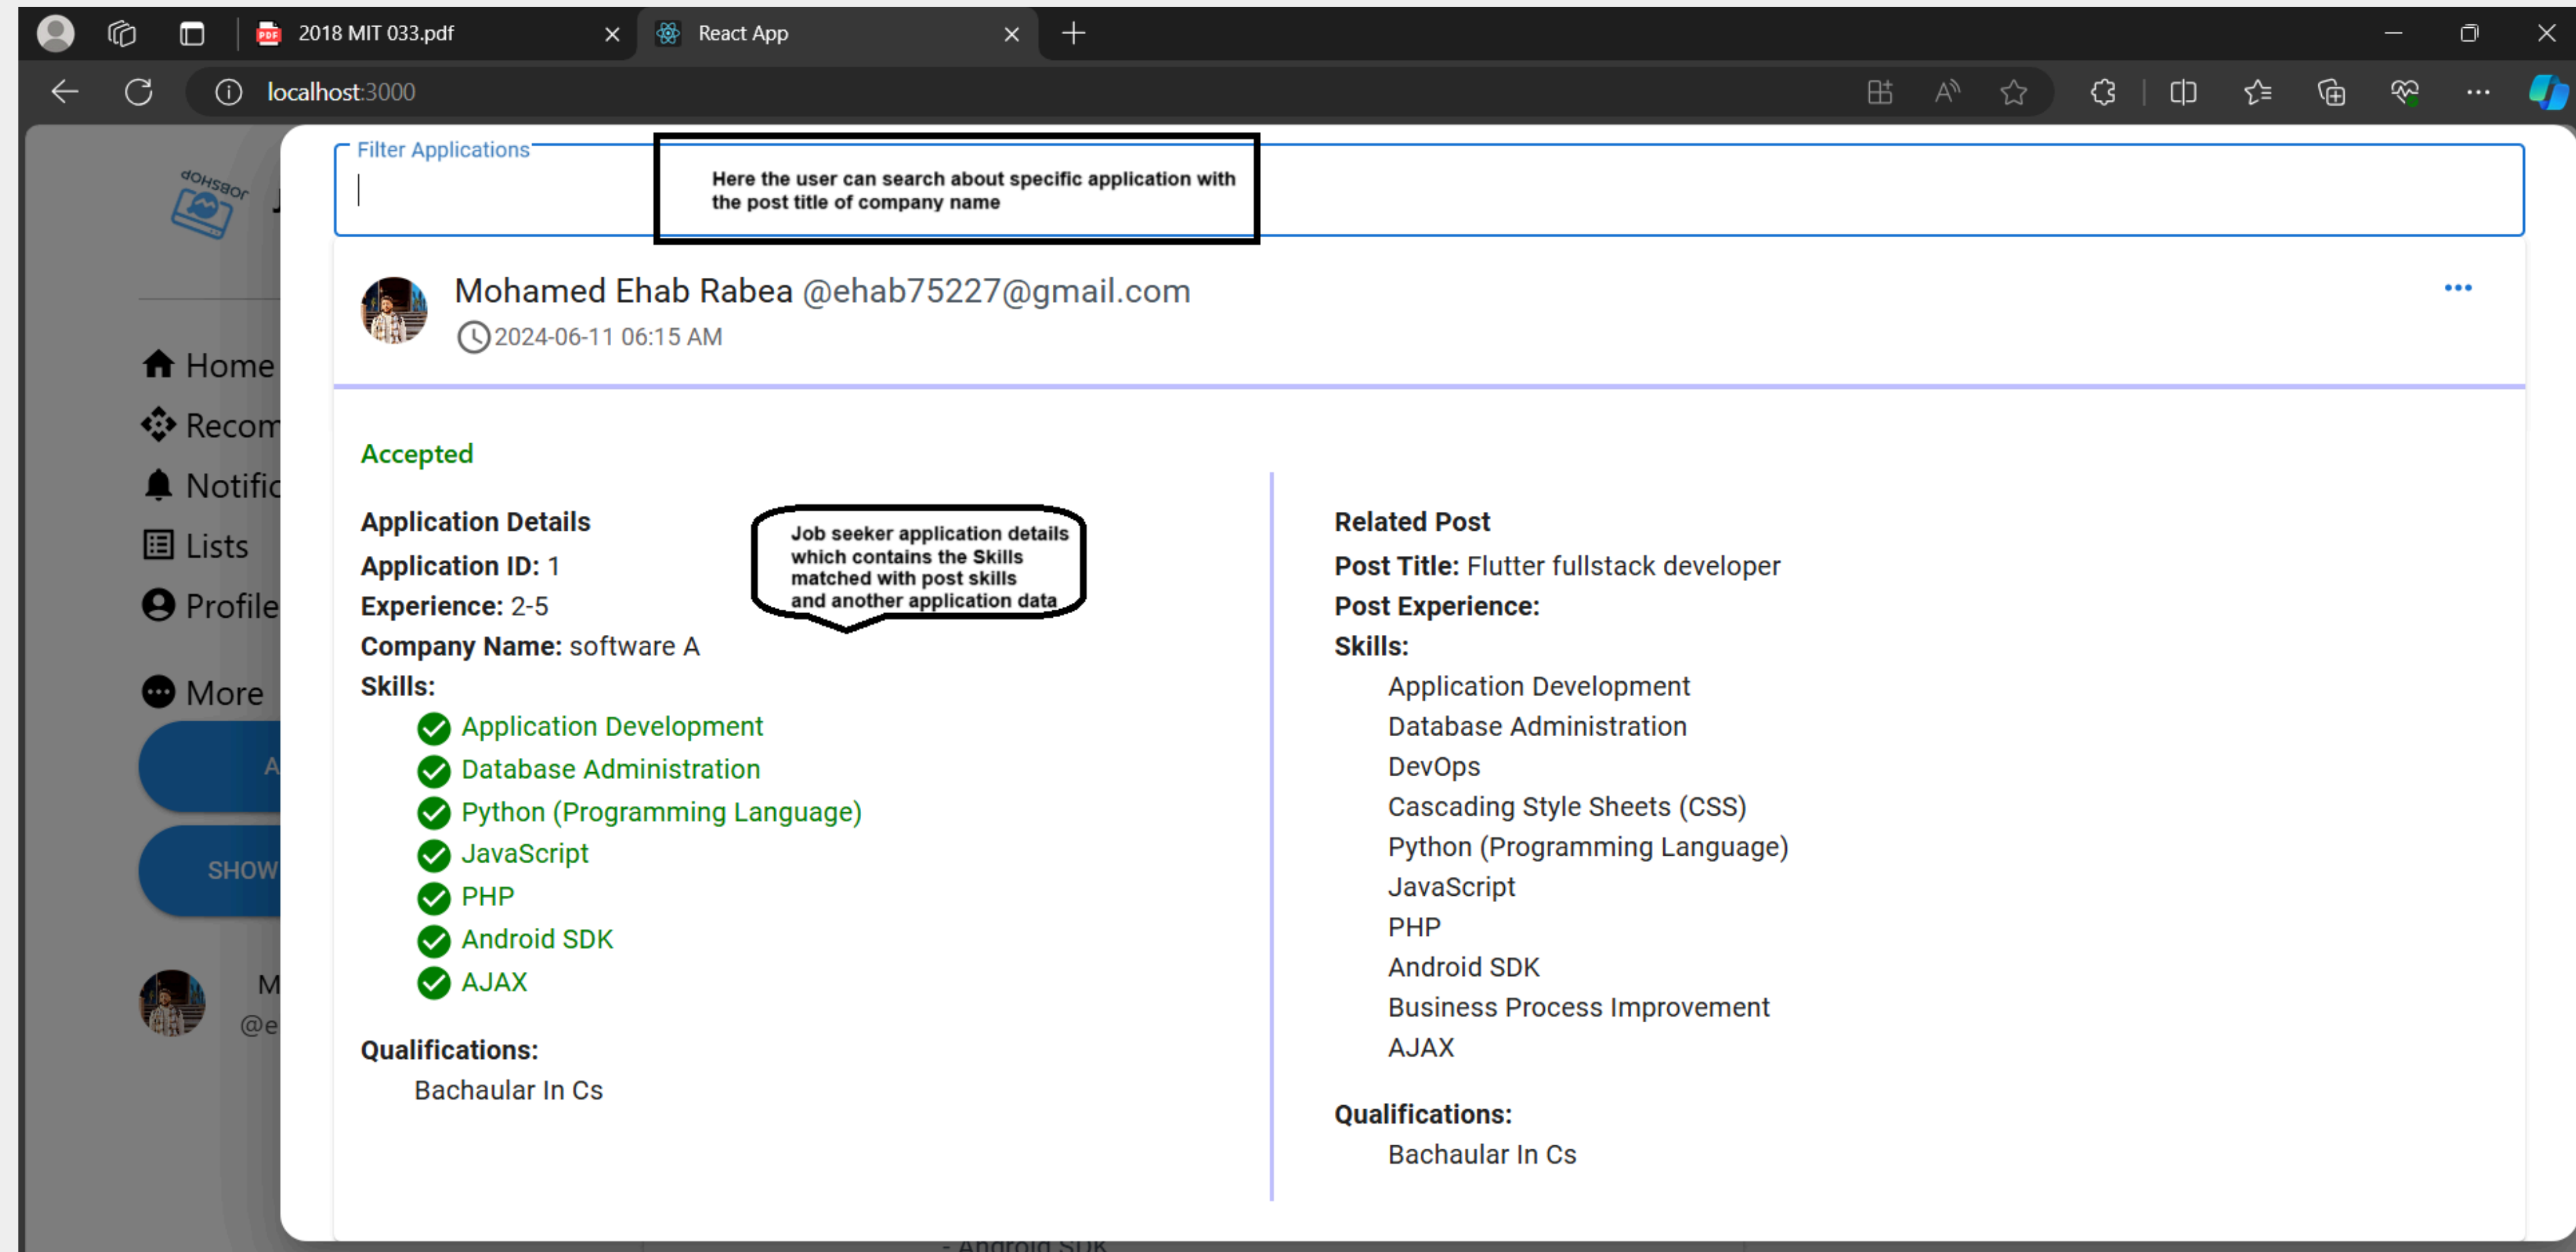 2018 MIT 033.pdf
React App
localhost:3000
JOBSHOP
Filter Applications
Here the user can search about specific application with
the post title of company name
Mohamed Ehab Rabea @ehab75227@gmail.com
2024-06-11 06:15 AM
Home
Recom
Notific
Lists
Profile
More
A
SHOW
M
@e
Accepted
Application Details
Application ID: 1
Experience: 2-5
Company Name: software A
Skills:
Application Development
Database Administration
Python (Programming Language)
JavaScript
PHP
Android SDK
AJAX
Qualifications:
Bachaular In Cs
Job seeker application details
which contains the Skills
matched with post skills
and another application data
Related Post
Post Title: Flutter fullstack developer
Post Experience:
Skills:
Application Development
Database Administration
DevOps
Cascading Style Sheets (CSS)
Python (Programming Language)
JavaScript
PHP
Android SDK
Business Process Improvement
AJAX
Qualifications:
Bachaular In Cs
- Android SDK